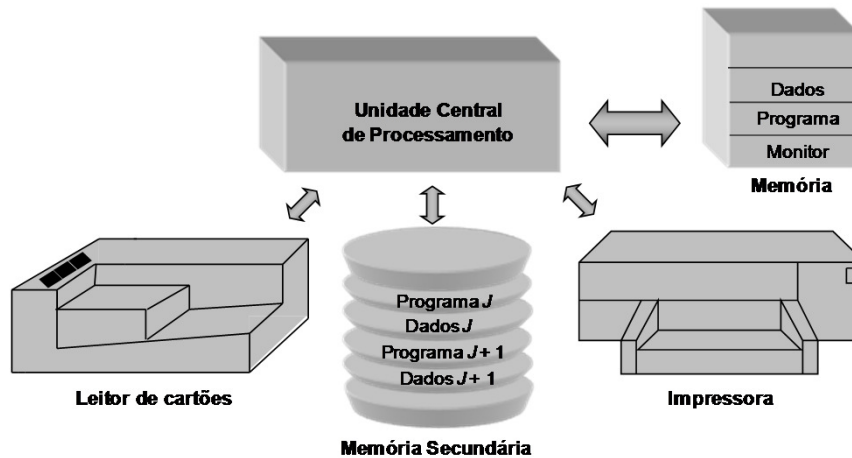 Unidade Central
de Processamento
Dados
Programa
Monitor
Memória
Programa J
Dados J
Programa J + 1
Dados J + 1
Leitor de cartões
Impressora
Memória Secundária